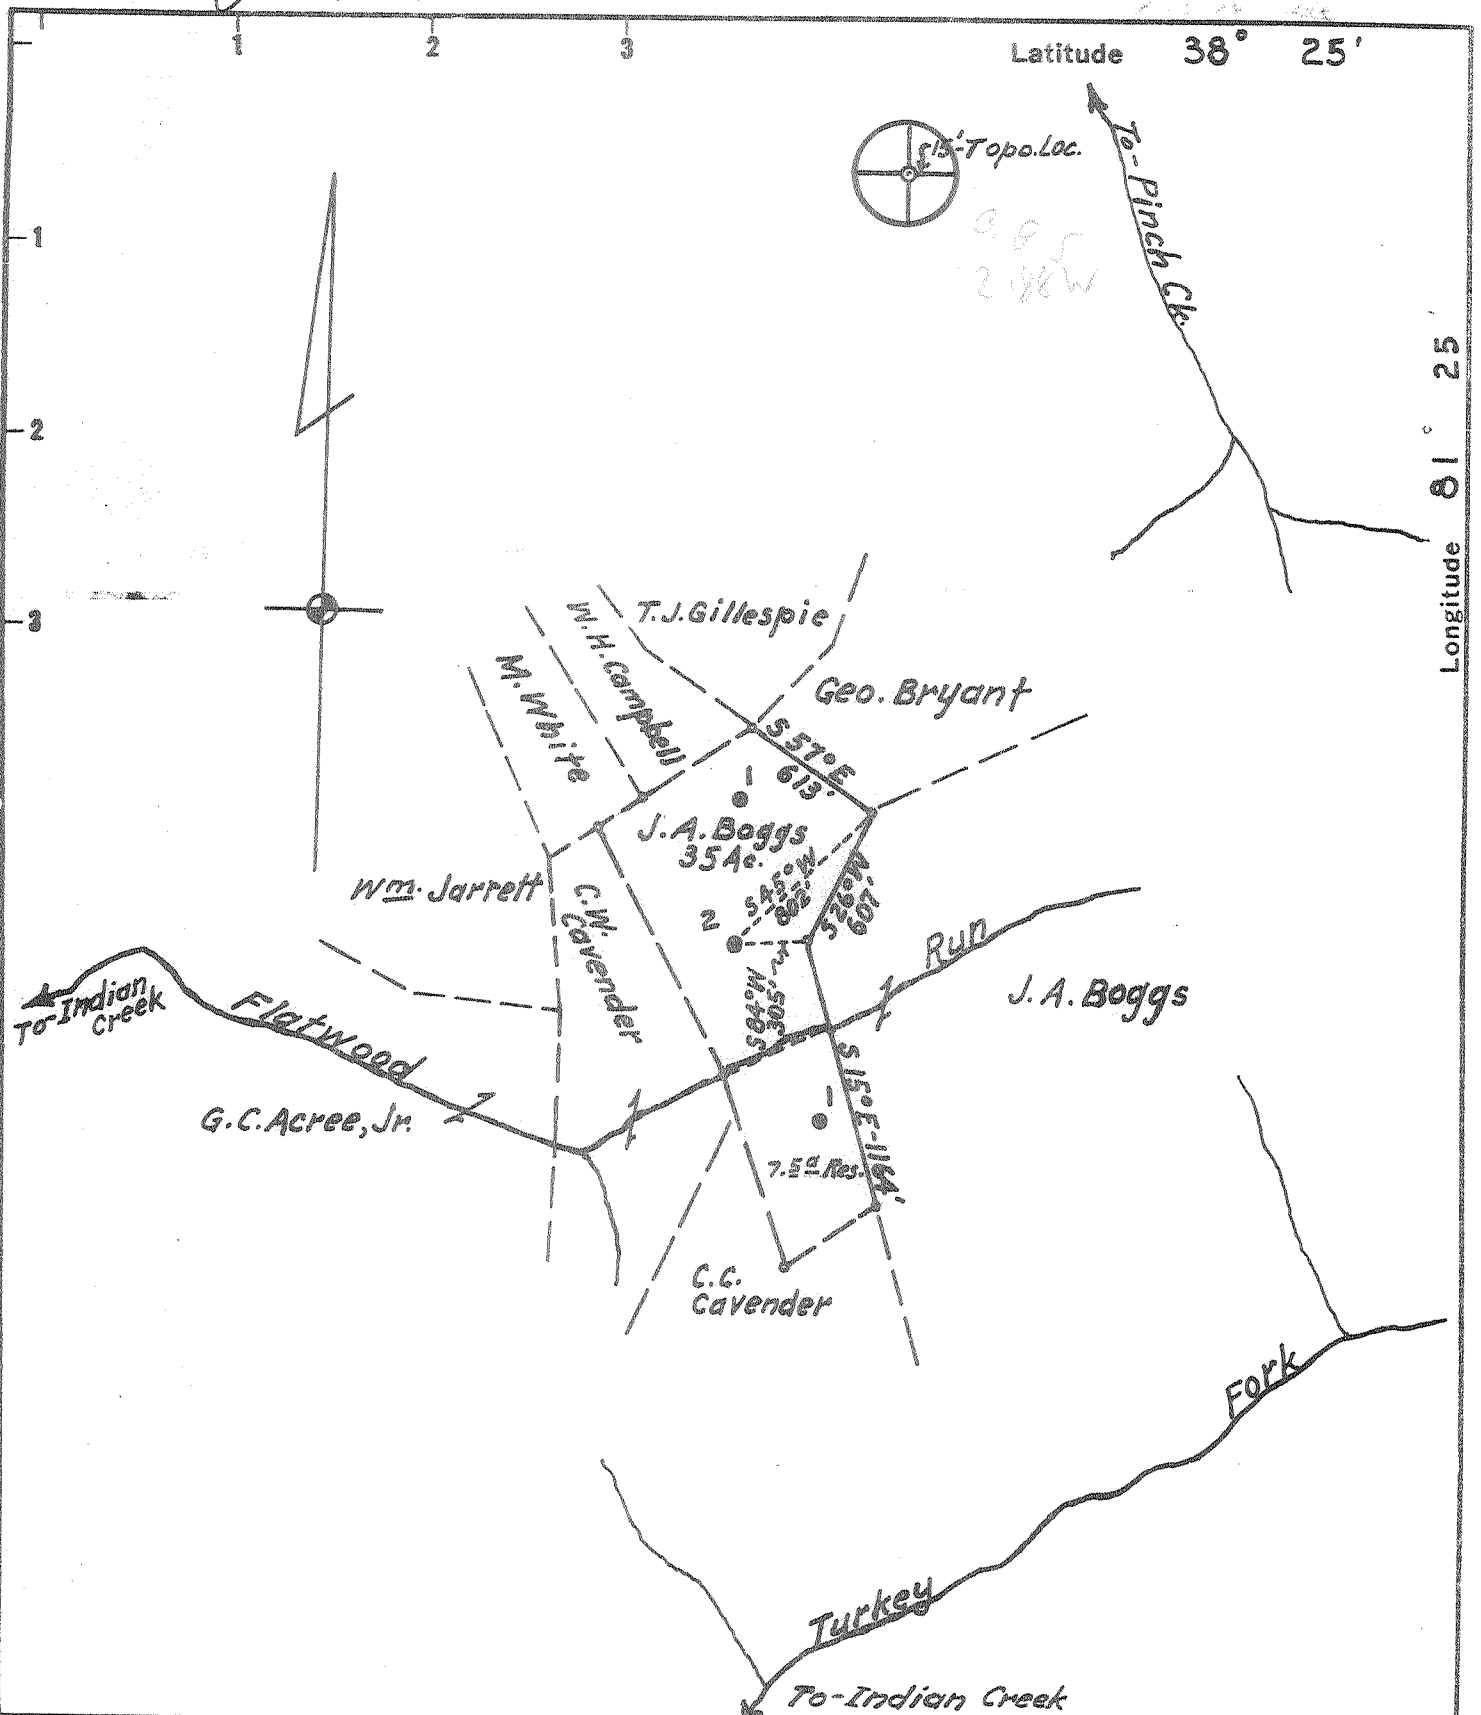 1
2
3
Latitude 38° 25'
15'-Topo.Loc.
To-Pinch Ck.
1
2
3
Longitude 81° 25
T.J.Gillespie
W.H.Campbell
M.White
Geo. Bryant
S 57° E
613'
1
J.A.Boggs
35 Ac.
S 45° W
802'
S 26° W
607'
Wm. Jarrett
C.W.
Cavender
2
S 84° W
305'
Run
J.A. Boggs
To-Indian
Creek
Flatwood
G.C.Acree, Jr.
S 15° E-1164'
1
7.5a Res.
C.C.
Cavender
Fork
Turkey
To-Indian Creek